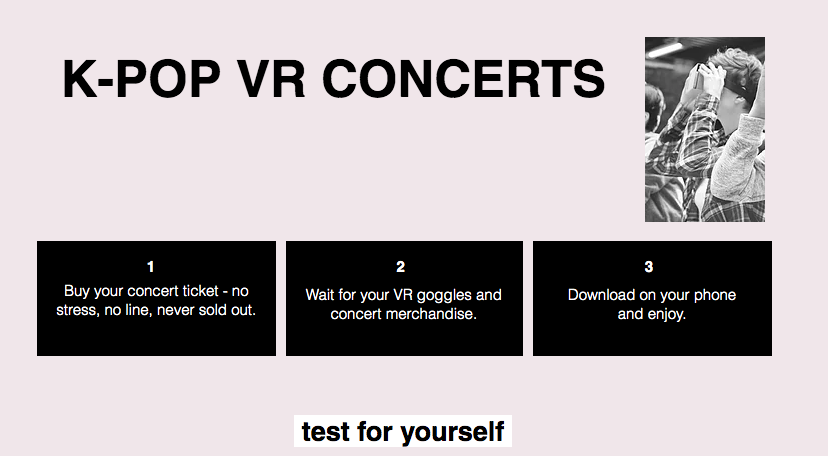 K-POP VR CONCERTS
1
Buy your concert ticket - no
stress, no line, never sold out.
2
Wait for your VR goggles and
concert merchandise.
3
Download on your phone
and enjoy.
test for yourself